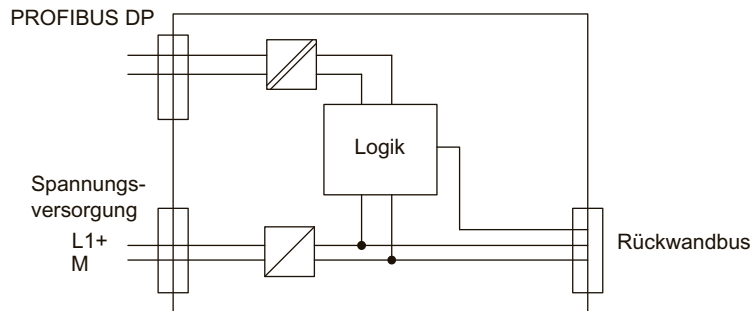 PROFIBUS DP
Logik
Spannungs-
versorgung
L1+
M
Rückwandbus